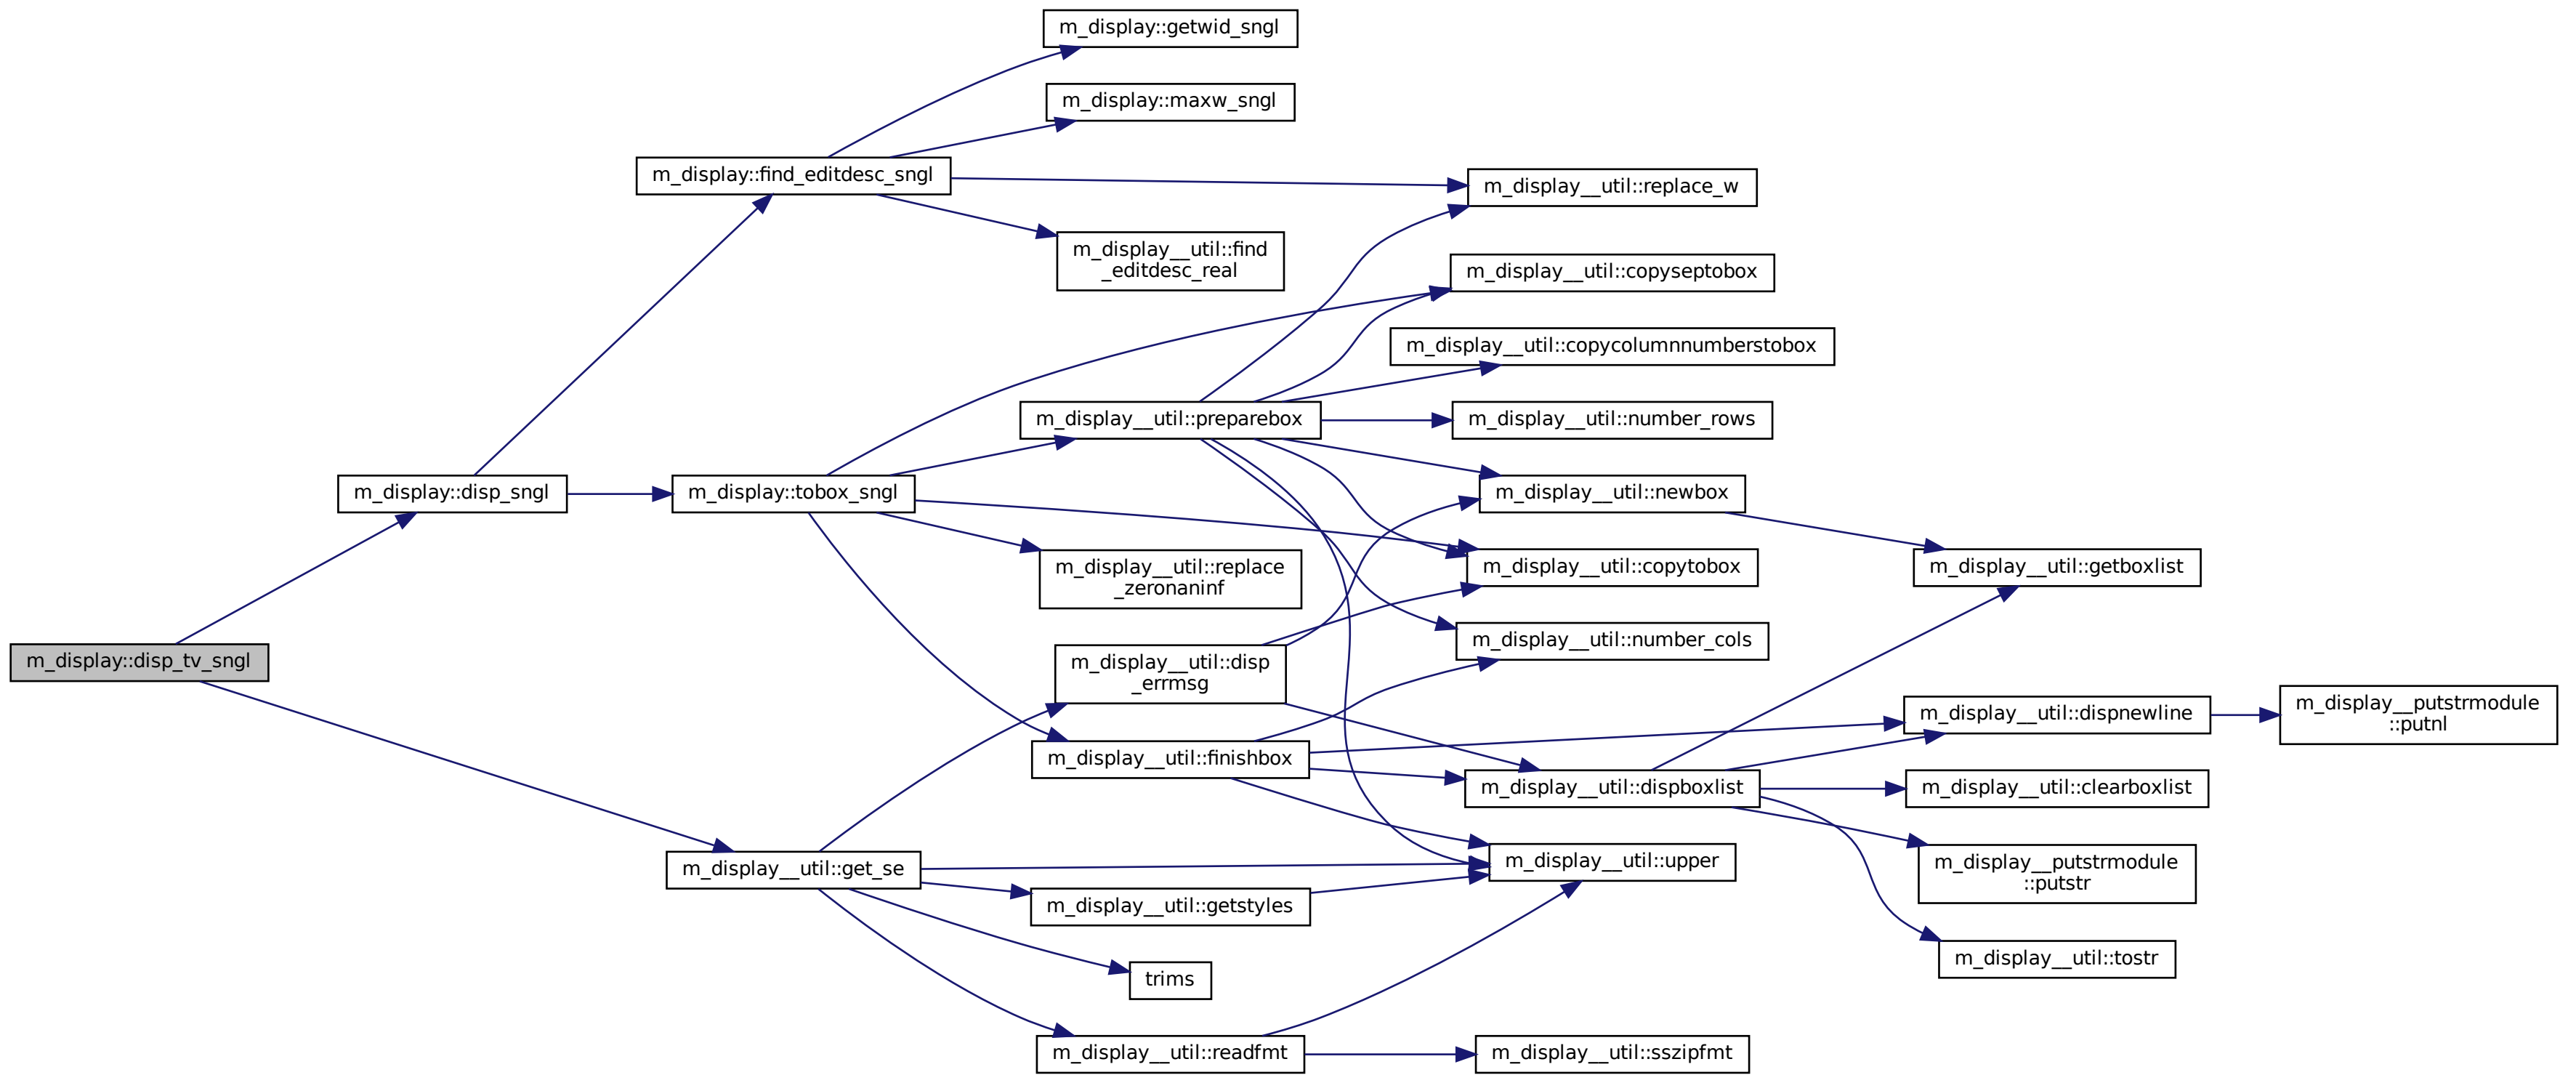 m_display::getwid_sngl
m_display::maxw_sngl
m_display::find_editdesc_sngl
m_display__util::replace_w
m_display__util::find
_editdesc_real
m_display__util::copyseptobox
m_display__util::copycolumnnumberstobox
m_display__util::preparebox
m_display__util::number_rows
m_display::disp_sngl
m_display::tobox_sngl
m_display__util::newbox
m_display__util::replace
_zeronaninf
m_display__util::copytobox
m_display__util::getboxlist
m_display::disp_tv_sngl
m_display__util::disp
_errmsg
m_display__util::number_cols
m_display__util::dispnewline
m_display__putstrmodule
::putnl
m_display__util::finishbox
m_display__util::dispboxlist
m_display__util::clearboxlist
m_display__util::get_se
m_display__util::upper
m_display__putstrmodule
::putstr
m_display__util::getstyles
m_display__util::tostr
trims
m_display__util::readfmt
m_display__util::sszipfmt